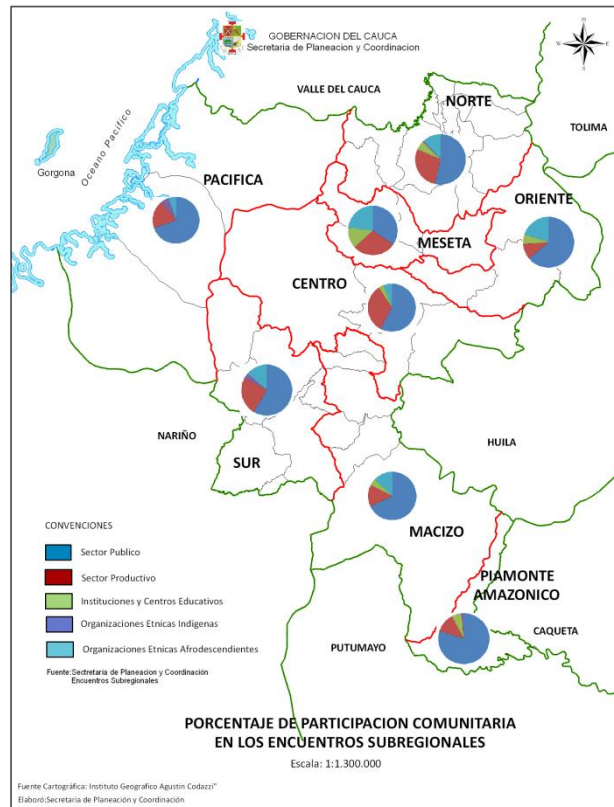 GOBERNACION DEL CAUCA
Secretaria de Planeacion y Coordinacion
VALLE DEL CAUCA
NORTE
TOLIMA
Oceano Pacifico
Gorgona
PACIFICA
ORIENTE
MESETA
CENTRO
NARIÑO
HUILA
SUR
CONVENCIONES
Sector Publico
Sector Productivo
Instituciones y Centros Educativos
Organizaciones Etnicas Indigenas
Organizaciones Etnicas Afrodescendientes
Fuente:Sectretaria de Planeacion y Coordinación
Encuentros Subregionales
MACIZO
PIAMONTE
AMAZONICO
PUTUMAYO
CAQUETA
PORCENTAJE DE PARTICIPACION COMUNITARIA
EN LOS ENCUENTROS SUBREGIONALES
Escala: 1:1.300.000
Fuente Cartográfica: Instituto Geografico Agustin Codazzi"
Elaboró:Secretaria de Planeación y Coordinación